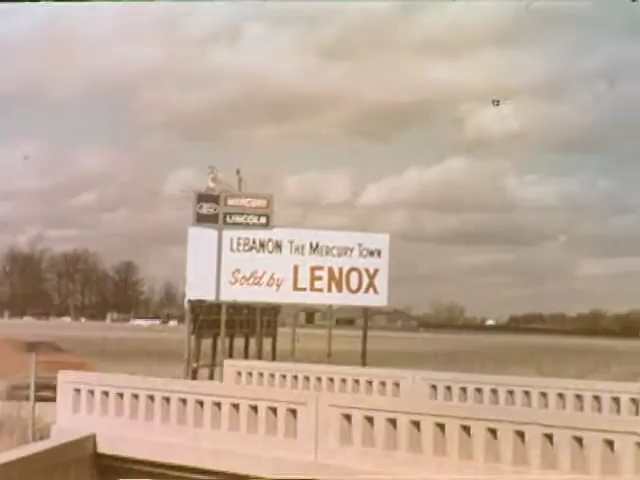 Ford
MERCURY
LINCOLN
LEBANON THE MERCURY TOWN
Sold by LENOX